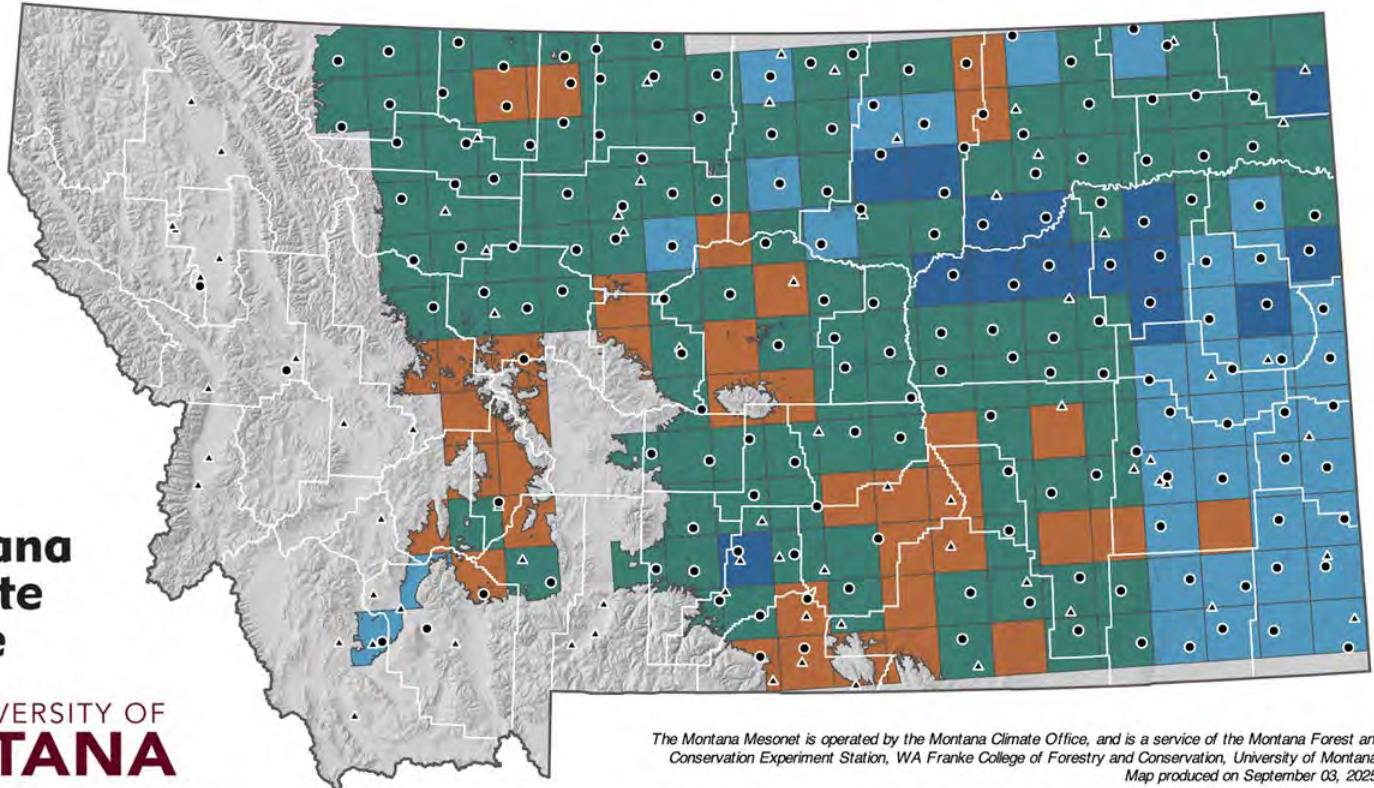 ana
te
e
VERSITY OF
TANA
The Montana Mesonet is operated by the Montana Climate Office, and is a service of the Montana Forest an
Conservation Experiment Station, WA Franke College of Forestry and Conservation, University of Montana
Map produced on September 03, 2025